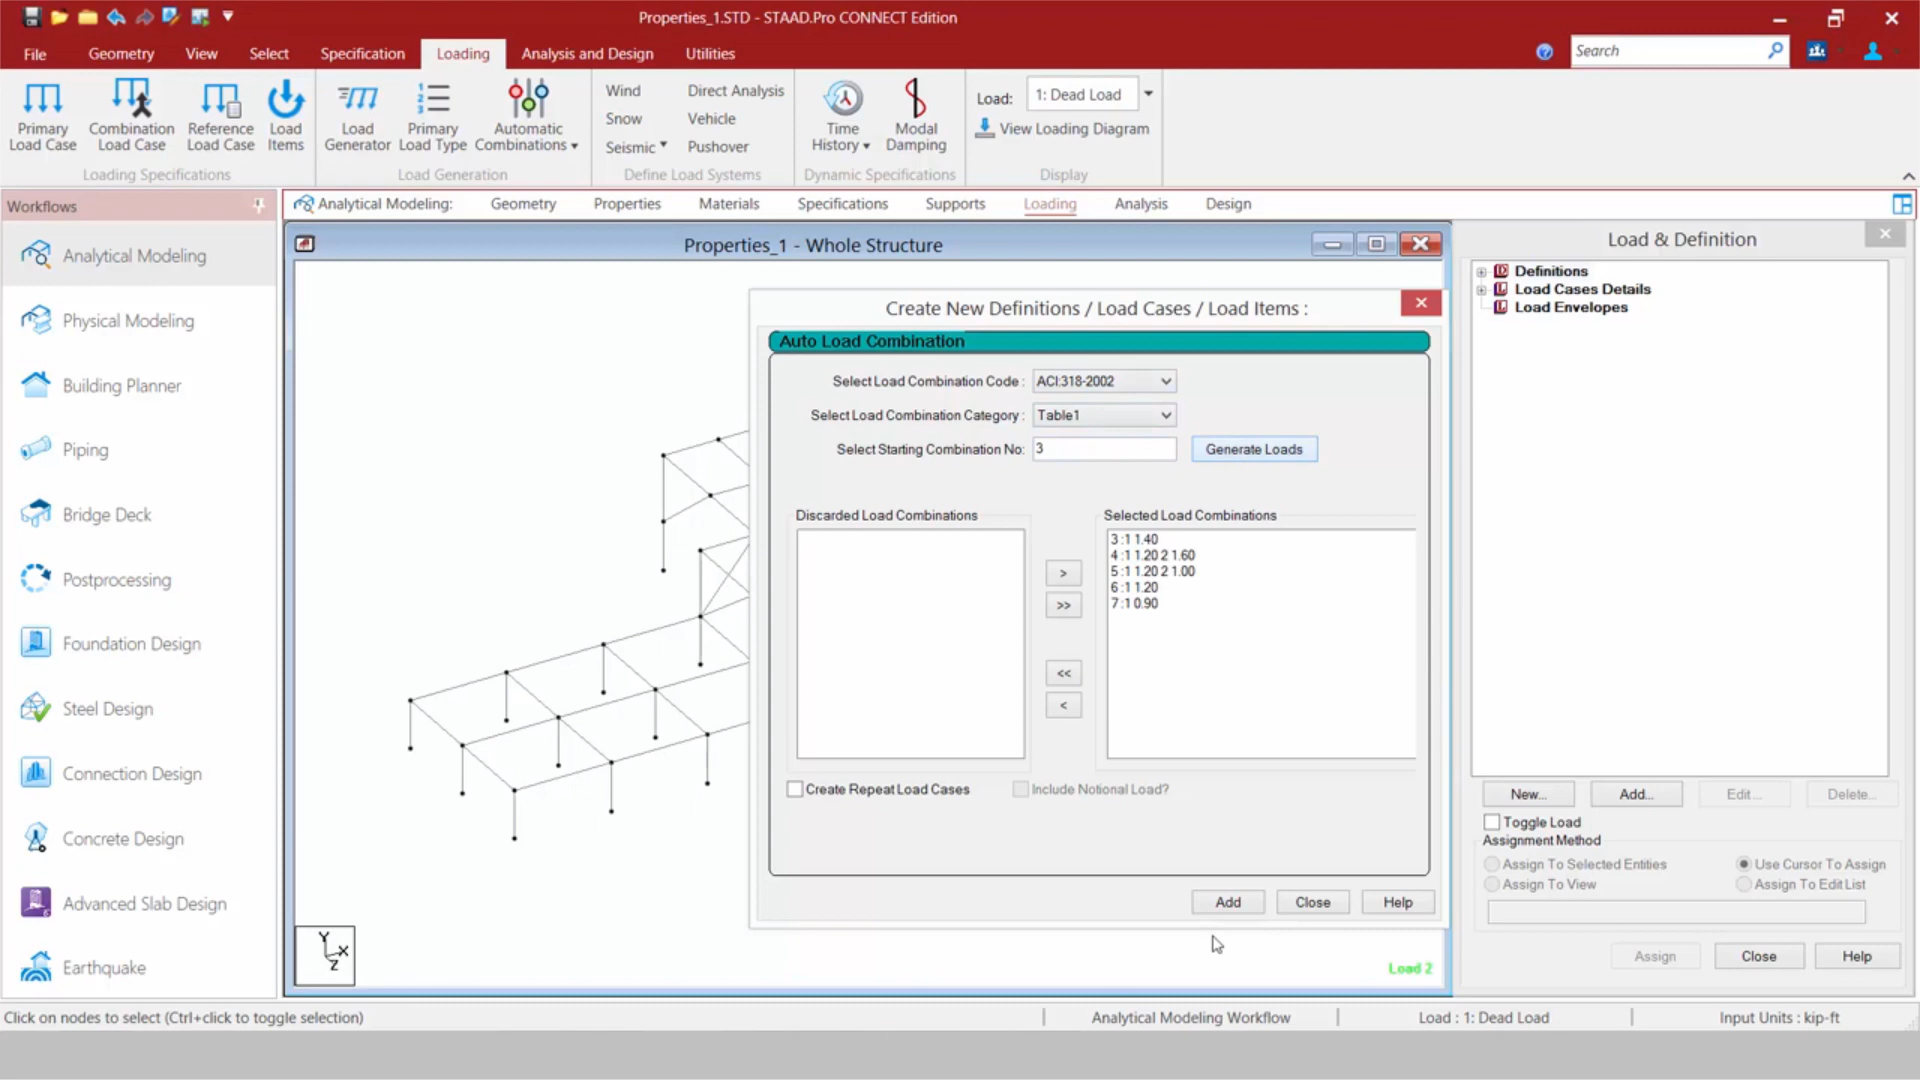 Properties_1.STD - STAAD.Pro CONNECT Edition
File Geometry View Select Specification Loading Analysis and Design Utilities Search
Primary Load Case
Combination Load Case
Reference Load Case
Load Items
Loading Specifications
Load Generator
Primary Load Type
Automatic Combinations
Load Generation
Wind
Snow
Seismic
Direct Analysis
Vehicle
Pushover
Define Load Systems
Time History
Modal Damping
Dynamic Specifications
Load: 1: Dead Load
View Loading Diagram
Display
Workflows
Analytical Modeling
Physical Modeling
Building Planner
Piping
Bridge Deck
Postprocessing
Foundation Design
Steel Design
Connection Design
Concrete Design
Advanced Slab Design
Earthquake
Analytical Modeling: Geometry Properties Materials Specifications Supports Loading Analysis Design
Properties_1 - Whole Structure
Create New Definitions / Load Cases / Load Items :
Auto Load Combination
Select Load Combination Code : ACI:318-2002
Select Load Combination Category : Table1
Select Starting Combination No: 3 Generate Loads
Discarded Load Combinations
Selected Load Combinations
3 :1 1.40
4 :1 1.20 2 1.60
5 :1 1.20 2 1.00
6 :1 1.20
7 :1 0.90
>
>>
<<
<
Create Repeat Load Cases Include Notional Load?
Add Close Help
Y
X
Z
Load 2
Load & Definition
Definitions
Load Cases Details
Load Envelopes
New... Add... Edit... Delete...
Toggle Load
Assignment Method
Assign To Selected Entities Use Cursor To Assign
Assign To View Assign To Edit List
Assign Close Help
Click on nodes to select (Ctrl+click to toggle selection) Analytical Modeling Workflow Load : 1: Dead Load Input Units : kip-ft